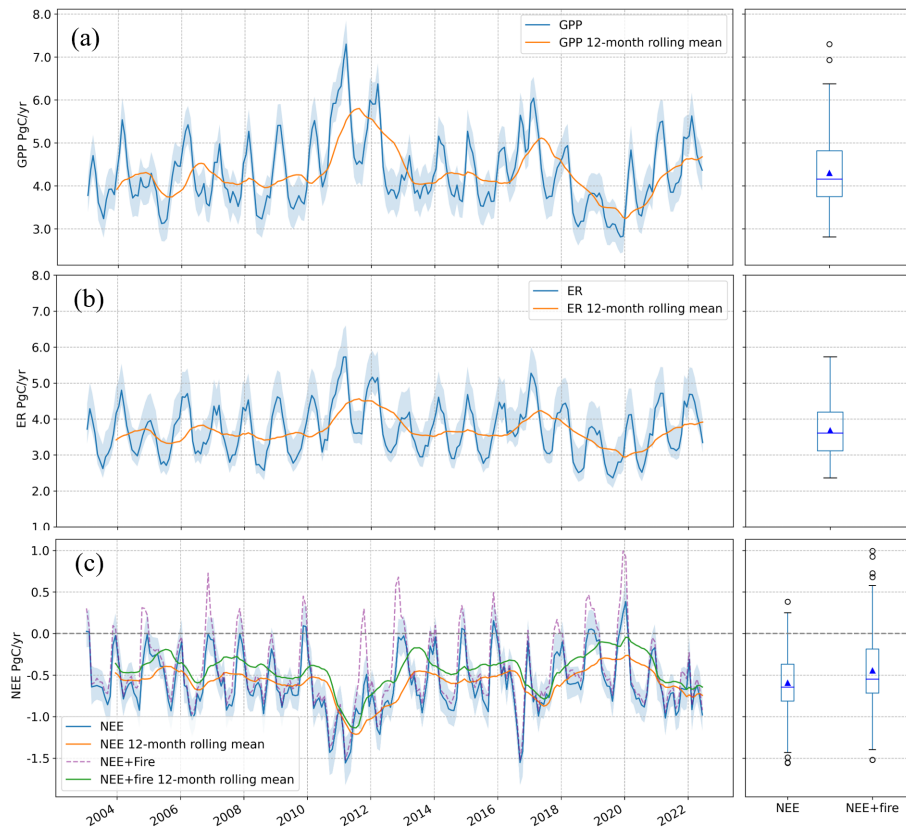 (a)
GPP
GPP 12-month rolling mean
GPP PgC/yr
8.0
7.0
6.0
5.0
4.0
3.0
(b)
ER
ER 12-month rolling mean
ER PgC/yr
8.0
7.0
6.0
5.0
4.0
3.0
2.0
1.0
(c)
NEE PgC/yr
1.0
0.5
0.0
-0.5
-1.0
-1.5
NEE
NEE 12-month rolling mean
NEE+Fire
NEE+fire 12-month rolling mean
2004 2006 2008 2010 2012 2014 2016 2018 2020 2022
NEE NEE+fire